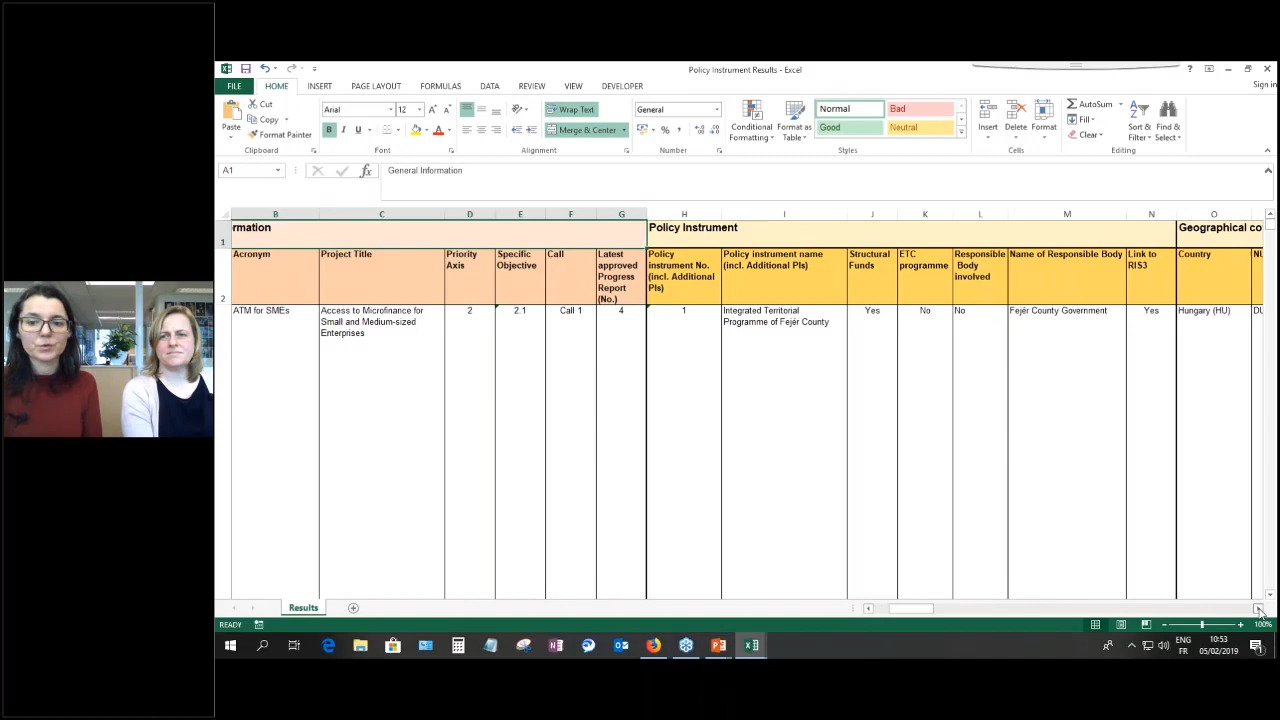 Policy Instrument Results - Excel
?
Sign in
FILE
HOME
INSERT
PAGE LAYOUT
FORMULAS
DATA
REVIEW
VIEW
DEVELOPER
Paste
Cut
Copy
Format Painter
Clipboard
Arial
12
B I U
Font
Wrap Text
Merge & Center
Alignment
General
%
Number
Conditional Formatting
Format as Table
Normal
Bad
Good
Neutral
Styles
Insert
Delete
Format
Cells
AutoSum
Fill
Clear
Sort & Filter
Find & Select
Editing
A1
fx
General Information
B C D E F G H I J K L M N O
1
rmation
Policy Instrument
Geographical co
2
Acronym
Project Title
Priority Axis
Specific Objective
Call
Latest approved Progress Report (No.)
Policy instrument No. (incl. Additional PIs)
Policy instrument name (incl. Additional PIs)
Structural Funds
ETC programme
Responsible Body involved
Name of Responsible Body
Link to RIS3
Country
ATM for SMEs
Access to Microfinance for Small and Medium-sized Enterprises
2
2.1
Call 1
4
1
Integrated Territorial Programme of Fejér County
Yes
No
No
Fejér County Government
Yes
Hungary (HU)
Results
READY
100%
ENG
FR
10:53
05/02/2019